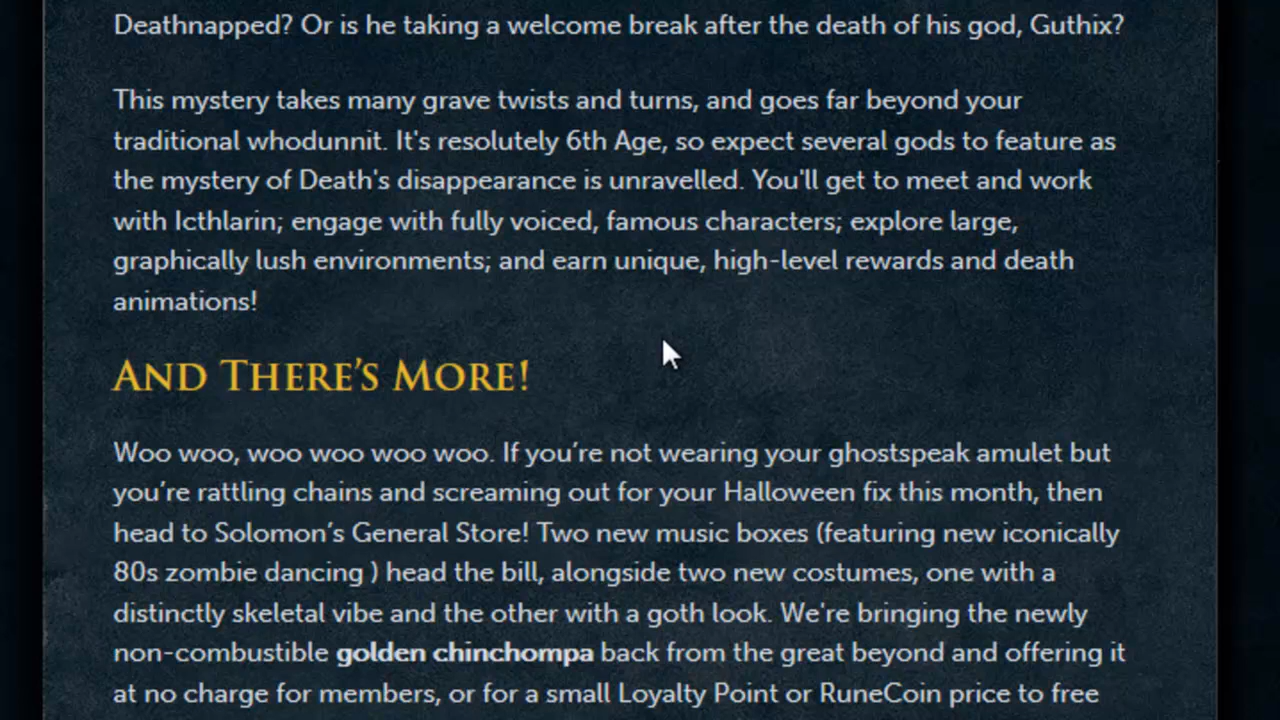 Deathnapped? Or is he taking a welcome break after the death of his god, Guthix?
This mystery takes many grave twists and turns, and goes far beyond your
traditional whodunnit. It's resolutely 6th Age, so expect several gods to feature as
the mystery of Death's disappearance is unravelled. You'll get to meet and work
with Icthlarin; engage with fully voiced, famous characters; explore large,
graphically lush environments; and earn unique, high-level rewards and death
animations!
AND THERE’S MORE!
Woo woo, woo woo woo woo. If you’re not wearing your ghostspeak amulet but
you’re rattling chains and screaming out for your Halloween fix this month, then
head to Solomon’s General Store! Two new music boxes (featuring new iconically
80s zombie dancing ) head the bill, alongside two new costumes, one with a
distinctly skeletal vibe and the other with a goth look. We're bringing the newly
non-combustible golden chinchompa back from the great beyond and offering it
at no charge for members, or for a small Loyalty Point or RuneCoin price to free